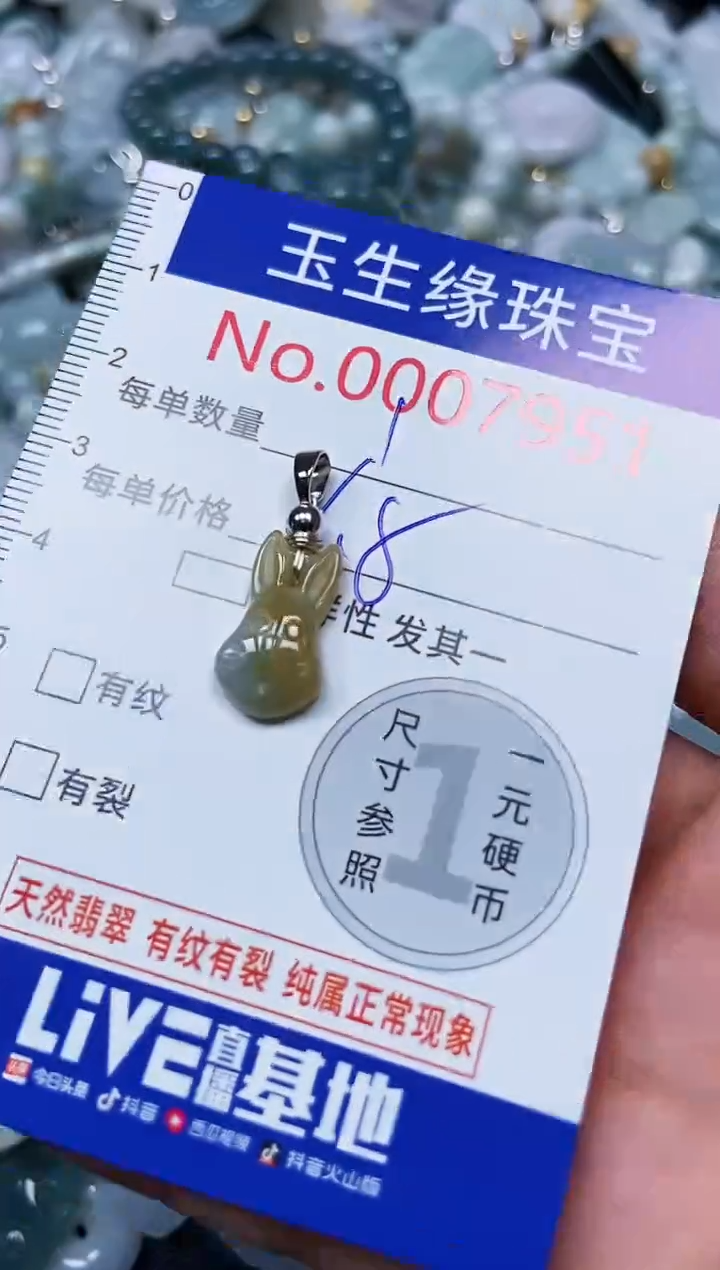 0
玉生缘珠宝
1
No.0007951
2
每单数量
3
每单价格
8
4
样性 发其一
有纹
有裂
尺寸参照
1
一元硬币
天然翡翠 有纹有裂 纯属正常现象
LiVE直播基地
今日头条 抖音 西瓜视频 抖音火山版